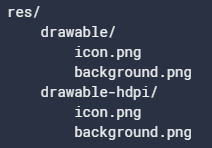 res/
    drawable/
        icon.png
        background.png
    drawable-hdpi/
        icon.png
        background.png